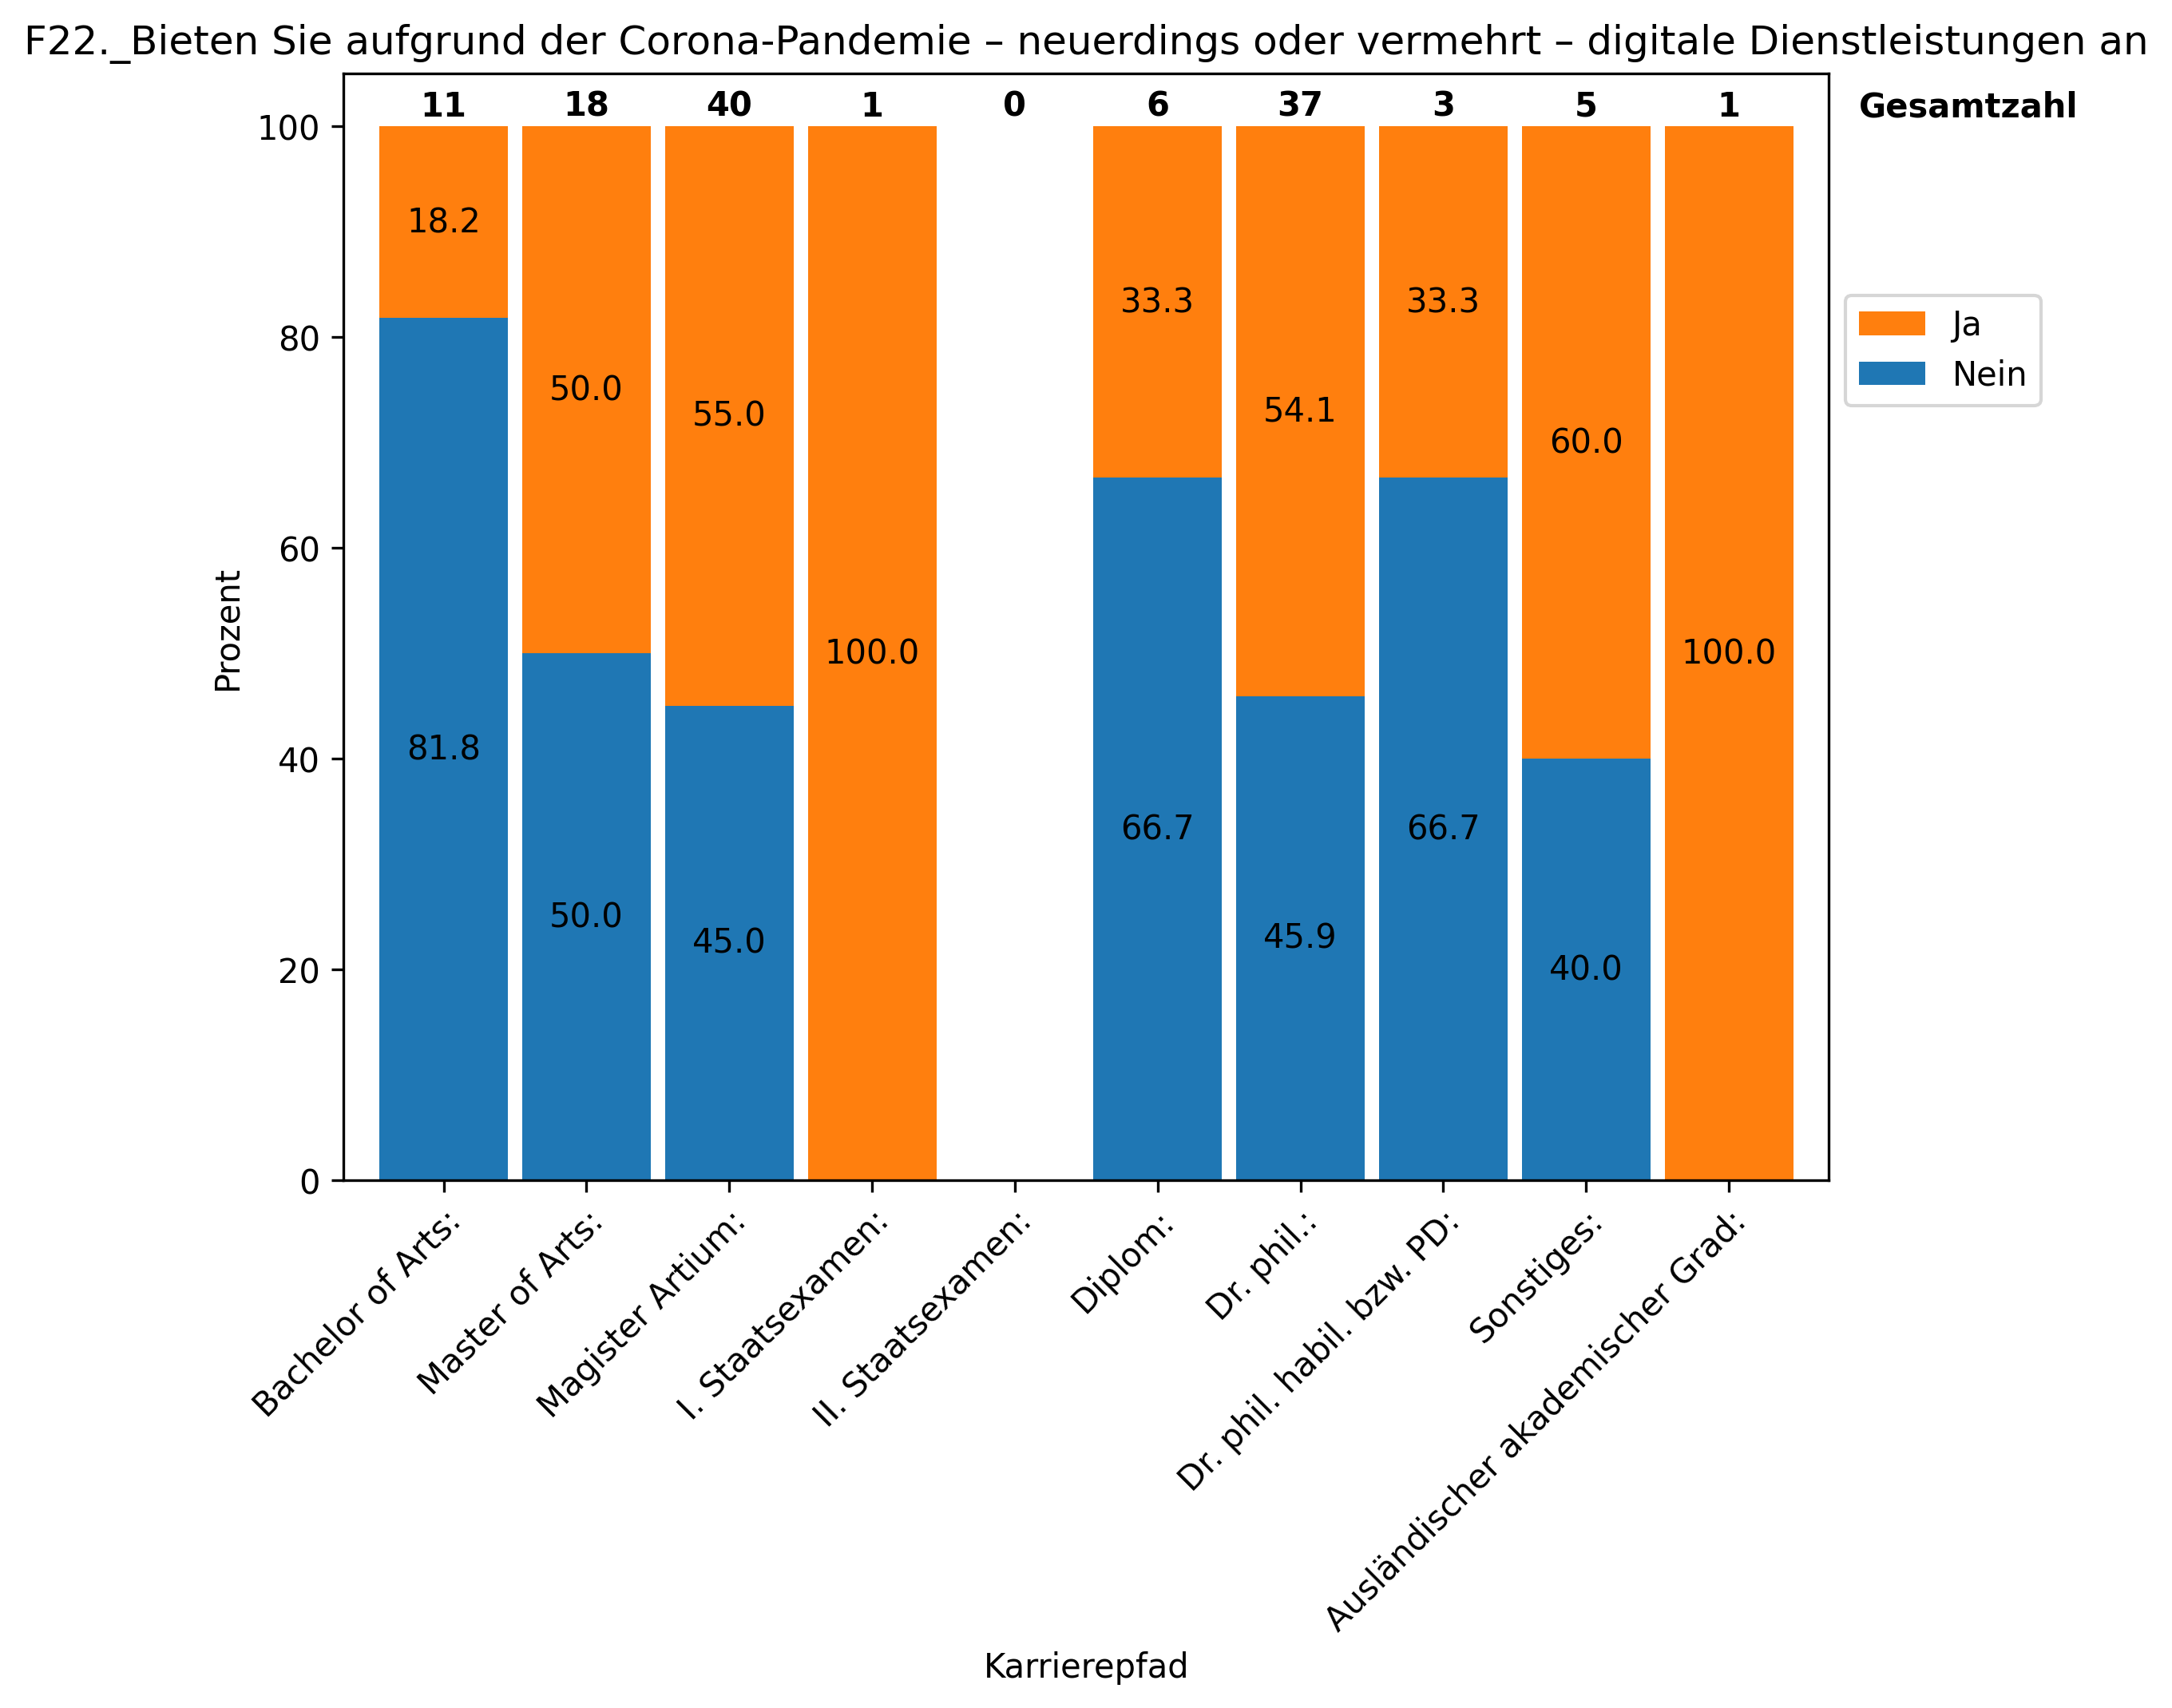 F22._Bieten Sie aufgrund der Corona-Pandemie – neuerdings oder vermehrt – digitale Dienstleistungen an
11 18 40 1 0 6 37 3 5 1 Gesamtzahl
100
80
60
40
20
0
Prozent
18.2
81.8
50.0
50.0
55.0
45.0
100.0
33.3
66.7
54.1
45.9
33.3
66.7
60.0
40.0
100.0
Ja
Nein
Bachelor of Arts:
Master of Arts:
Magister Artium:
I. Staatsexamen:
II. Staatsexamen:
Diplom:
Dr. phil.:
Dr. phil. habil. bzw. PD:
Sonstiges:
Ausländischer akademischer Grad:
Karrierepfad